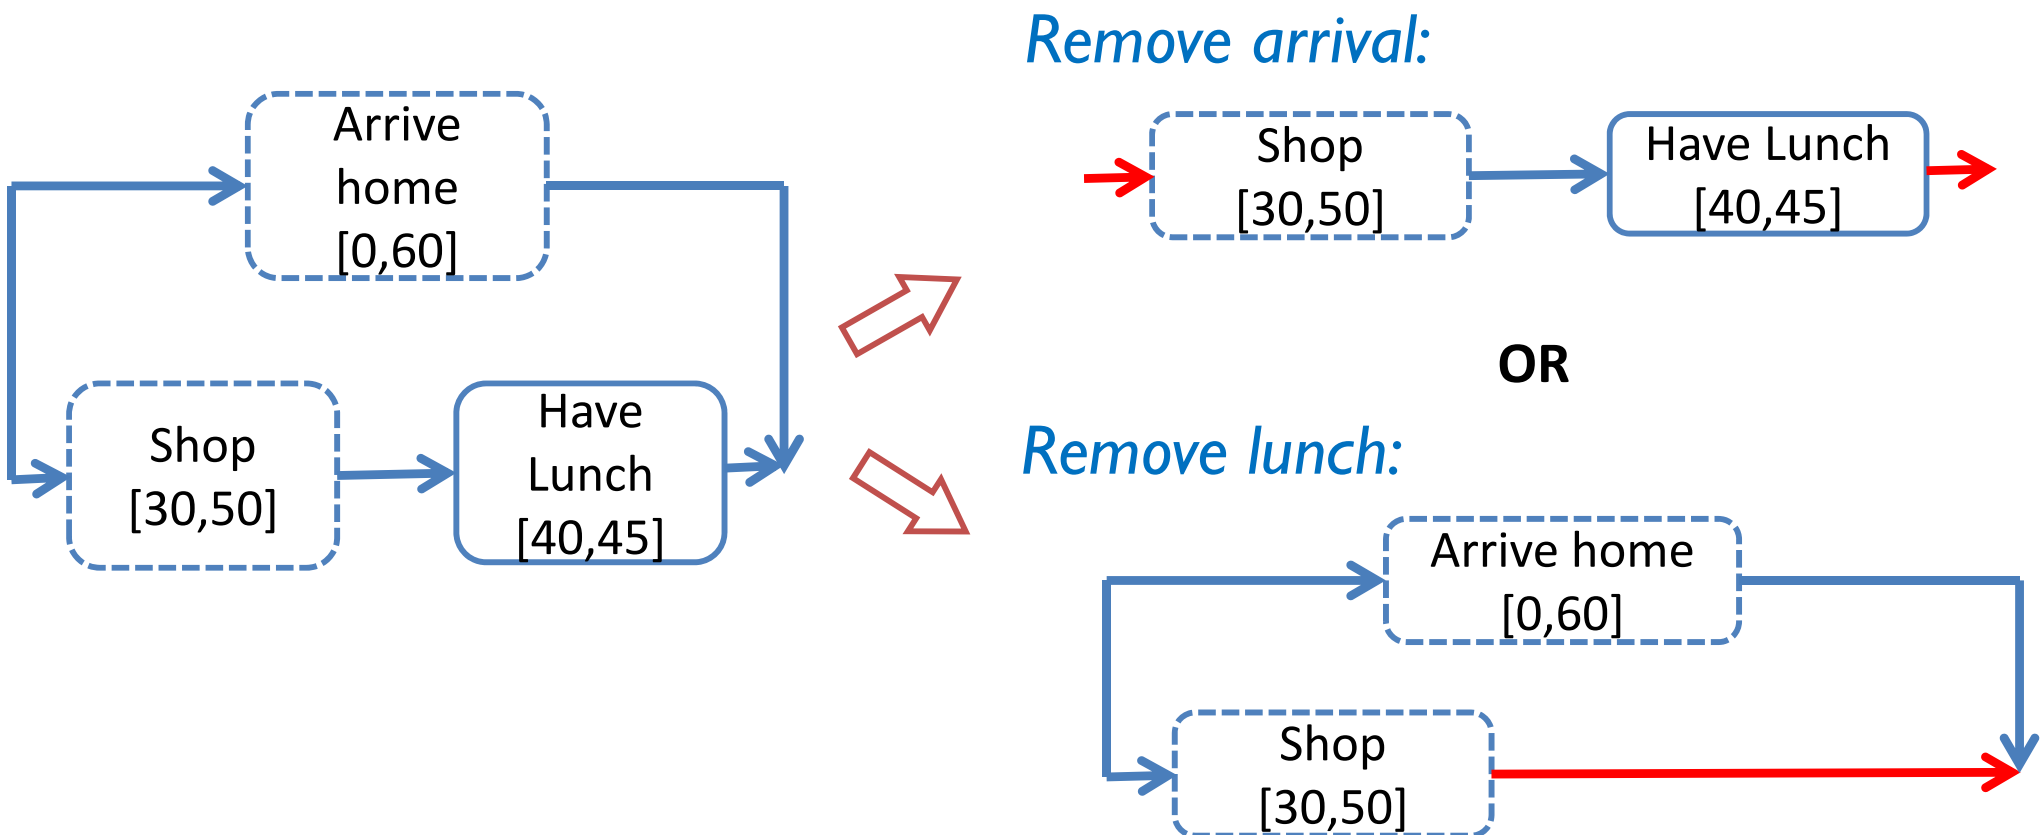 Arrive
home
[0,60]
Shop
[30,50]
Have
Lunch
[40,45]
Remove arrival:
Shop
[30,50]
Have Lunch
[40,45]
OR
Remove lunch:
Arrive home
[0,60]
Shop
[30,50]